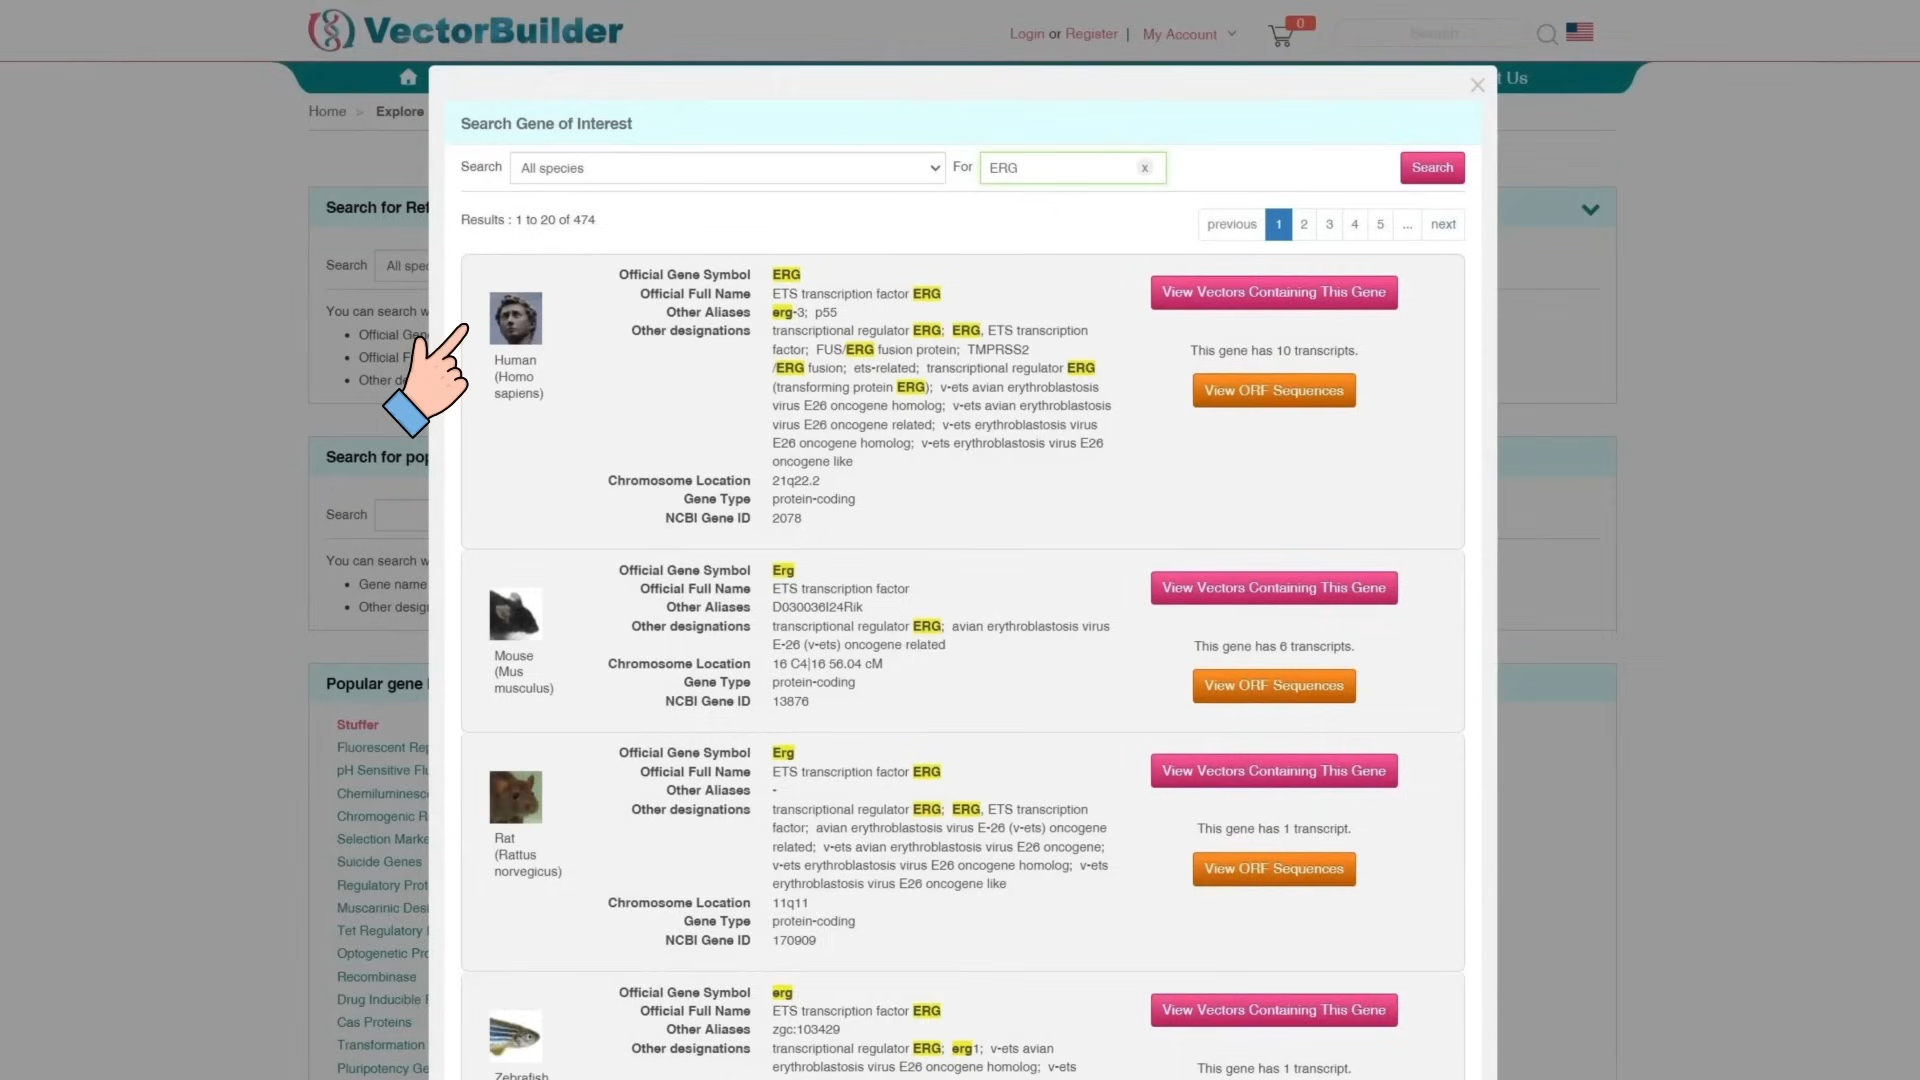 VectorBuilder
Login or Register | My Account
0
Search
t Us
Home > Explore
Search Gene of Interest
Search All species For ERG x Search
Results : 1 to 20 of 474
previous 1 2 3 4 5 ... next
Search for Ref
Search All spec
You can search w
• Official Gen
• Official F
• Other de
Search for pop
Search
You can search w
• Gene name
• Other desig
Popular gene
Stuffer
Fluorescent Rep
pH Sensitive Flu
Chemiluminesc
Chromogenic R
Selection Marke
Suicide Genes
Regulatory Prot
Muscarinic Desi
Tet Regulatory
Optogenetic Pro
Recombinase
Drug Inducible
Cas Proteins
Transformation
Pluripotency Ge
Human
(Homo
sapiens)
Official Gene Symbol ERG
Official Full Name ETS transcription factor ERG
Other Aliases erg-3; p55
Other designations transcriptional regulator ERG; ERG, ETS transcription
factor; FUS/ERG fusion protein; TMPRSS2
/ERG fusion; ets-related; transcriptional regulator ERG
(transforming protein ERG); v-ets avian erythroblastosis
virus E26 oncogene homolog; v-ets avian erythroblastosis
virus E26 oncogene related; v-ets erythroblastosis virus
E26 oncogene homolog; v-ets erythroblastosis virus E26
oncogene like
Chromosome Location 21q22.2
Gene Type protein-coding
NCBI Gene ID 2078
View Vectors Containing This Gene
This gene has 10 transcripts.
View ORF Sequences
Mouse
(Mus
musculus)
Official Gene Symbol Erg
Official Full Name ETS transcription factor
Other Aliases D030036I24Rik
Other designations transcriptional regulator ERG; avian erythroblastosis virus
E-26 (v-ets) oncogene related
Chromosome Location 16 C4|16 56.04 cM
Gene Type protein-coding
NCBI Gene ID 13876
View Vectors Containing This Gene
This gene has 6 transcripts.
View ORF Sequences
Rat
(Rattus
norvegicus)
Official Gene Symbol Erg
Official Full Name ETS transcription factor ERG
Other Aliases -
Other designations transcriptional regulator ERG; ERG, ETS transcription
factor; avian erythroblastosis virus E-26 (v-ets) oncogene
related; v-ets avian erythroblastosis virus E26 oncogene;
v-ets erythroblastosis virus E26 oncogene homolog; v-ets
erythroblastosis virus E26 oncogene like
Chromosome Location 11q11
Gene Type protein-coding
NCBI Gene ID 170909
View Vectors Containing This Gene
This gene has 1 transcript.
View ORF Sequences
Zebrafish
Official Gene Symbol erg
Official Full Name ETS transcription factor ERG
Other Aliases zgc:103429
Other designations transcriptional regulator ERG; erg1; v-ets avian
erythroblastosis virus E26 oncogene homolog; v-ets
View Vectors Containing This Gene
This gene has 1 transcript.